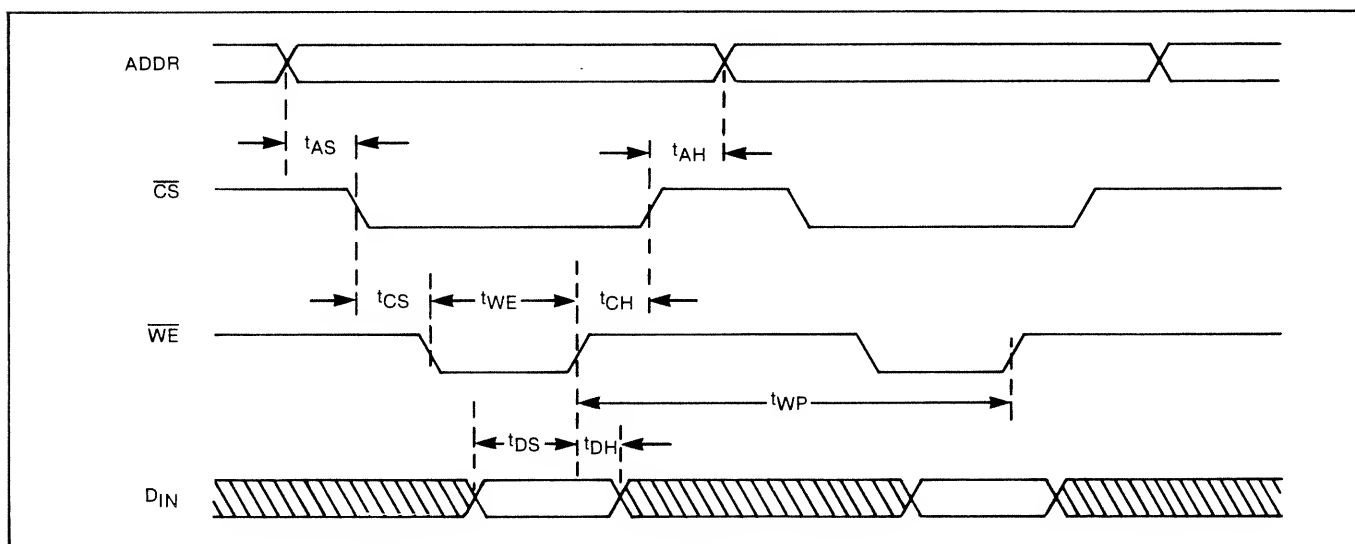 ADDR
tAS
tAH
CS
tCS
tWE
tCH
WE
tWP
tDS
tDH
DIN